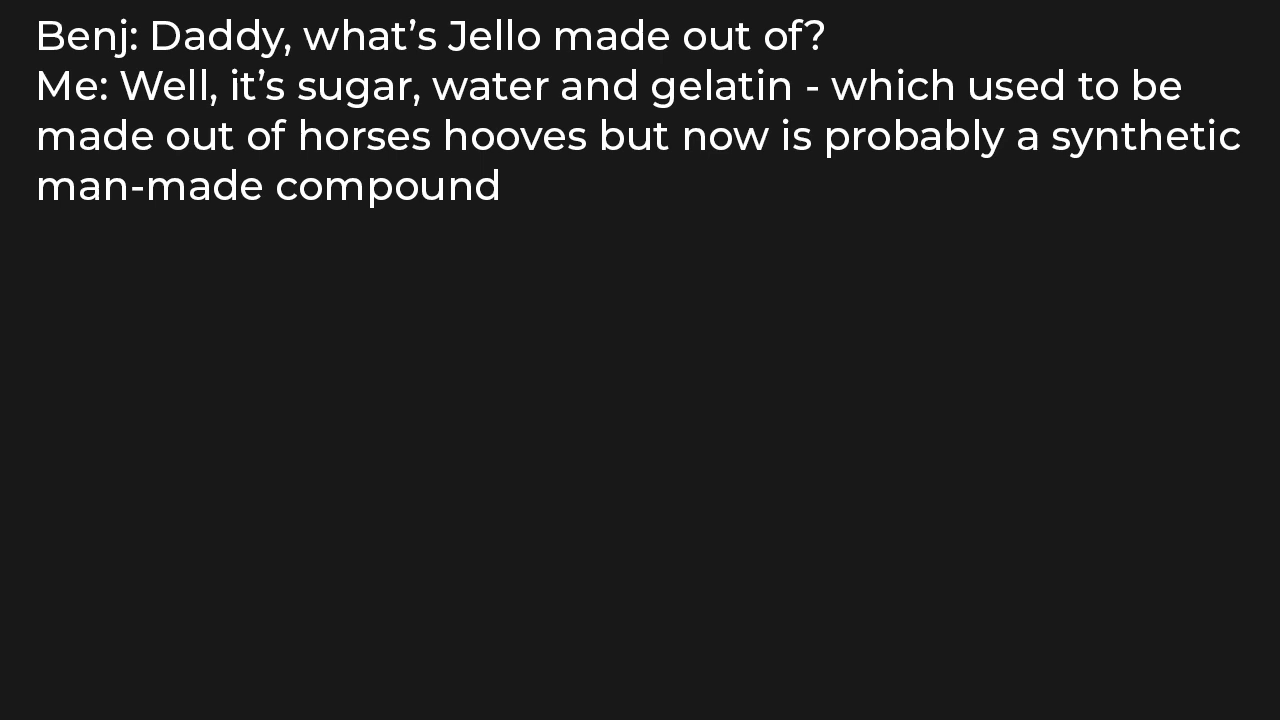 Benj: Daddy, what’s Jello made out of?
Me: Well, it’s sugar, water and gelatin - which used to be
made out of horses hooves but now is probably a synthetic
man-made compound